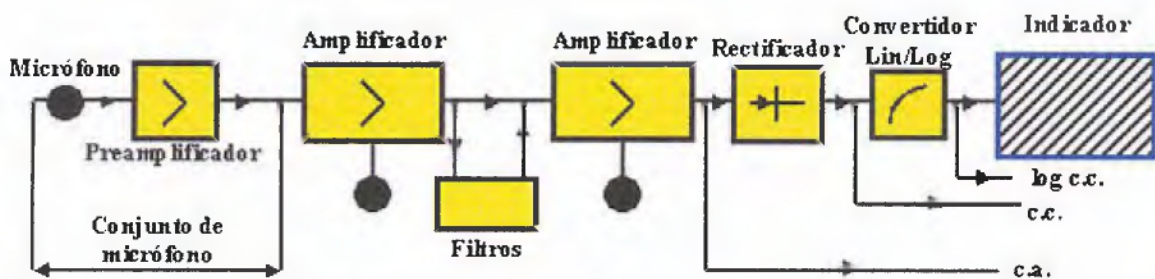 Micrófono
Preamplificador
Conjunto de
micrófono
Amplificador
Filtros
Amplificador
Rectificador
Convertidor
Lin/Log
Indicador
log c.c.
c.c.
c.a.